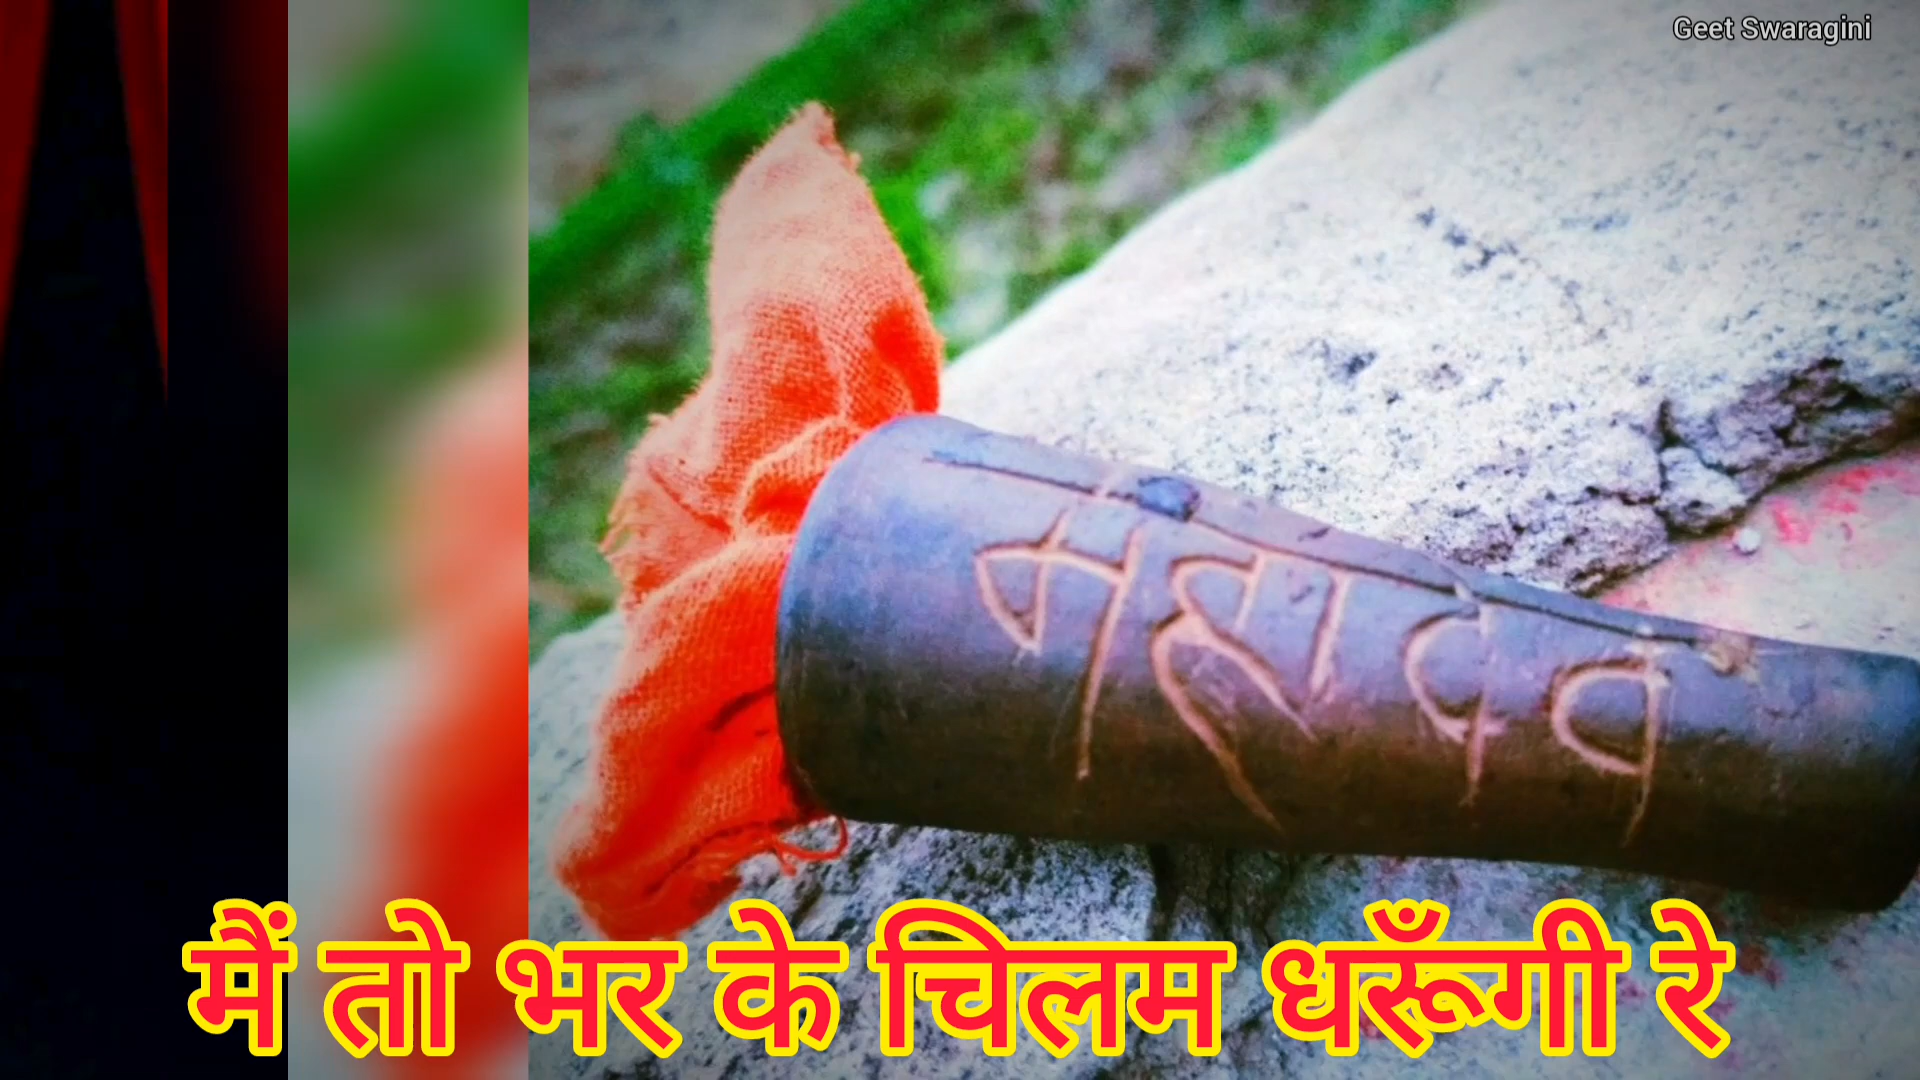 Geet Swaragini
महादेव
मैं तो भर के चिलम धरूँगी रे